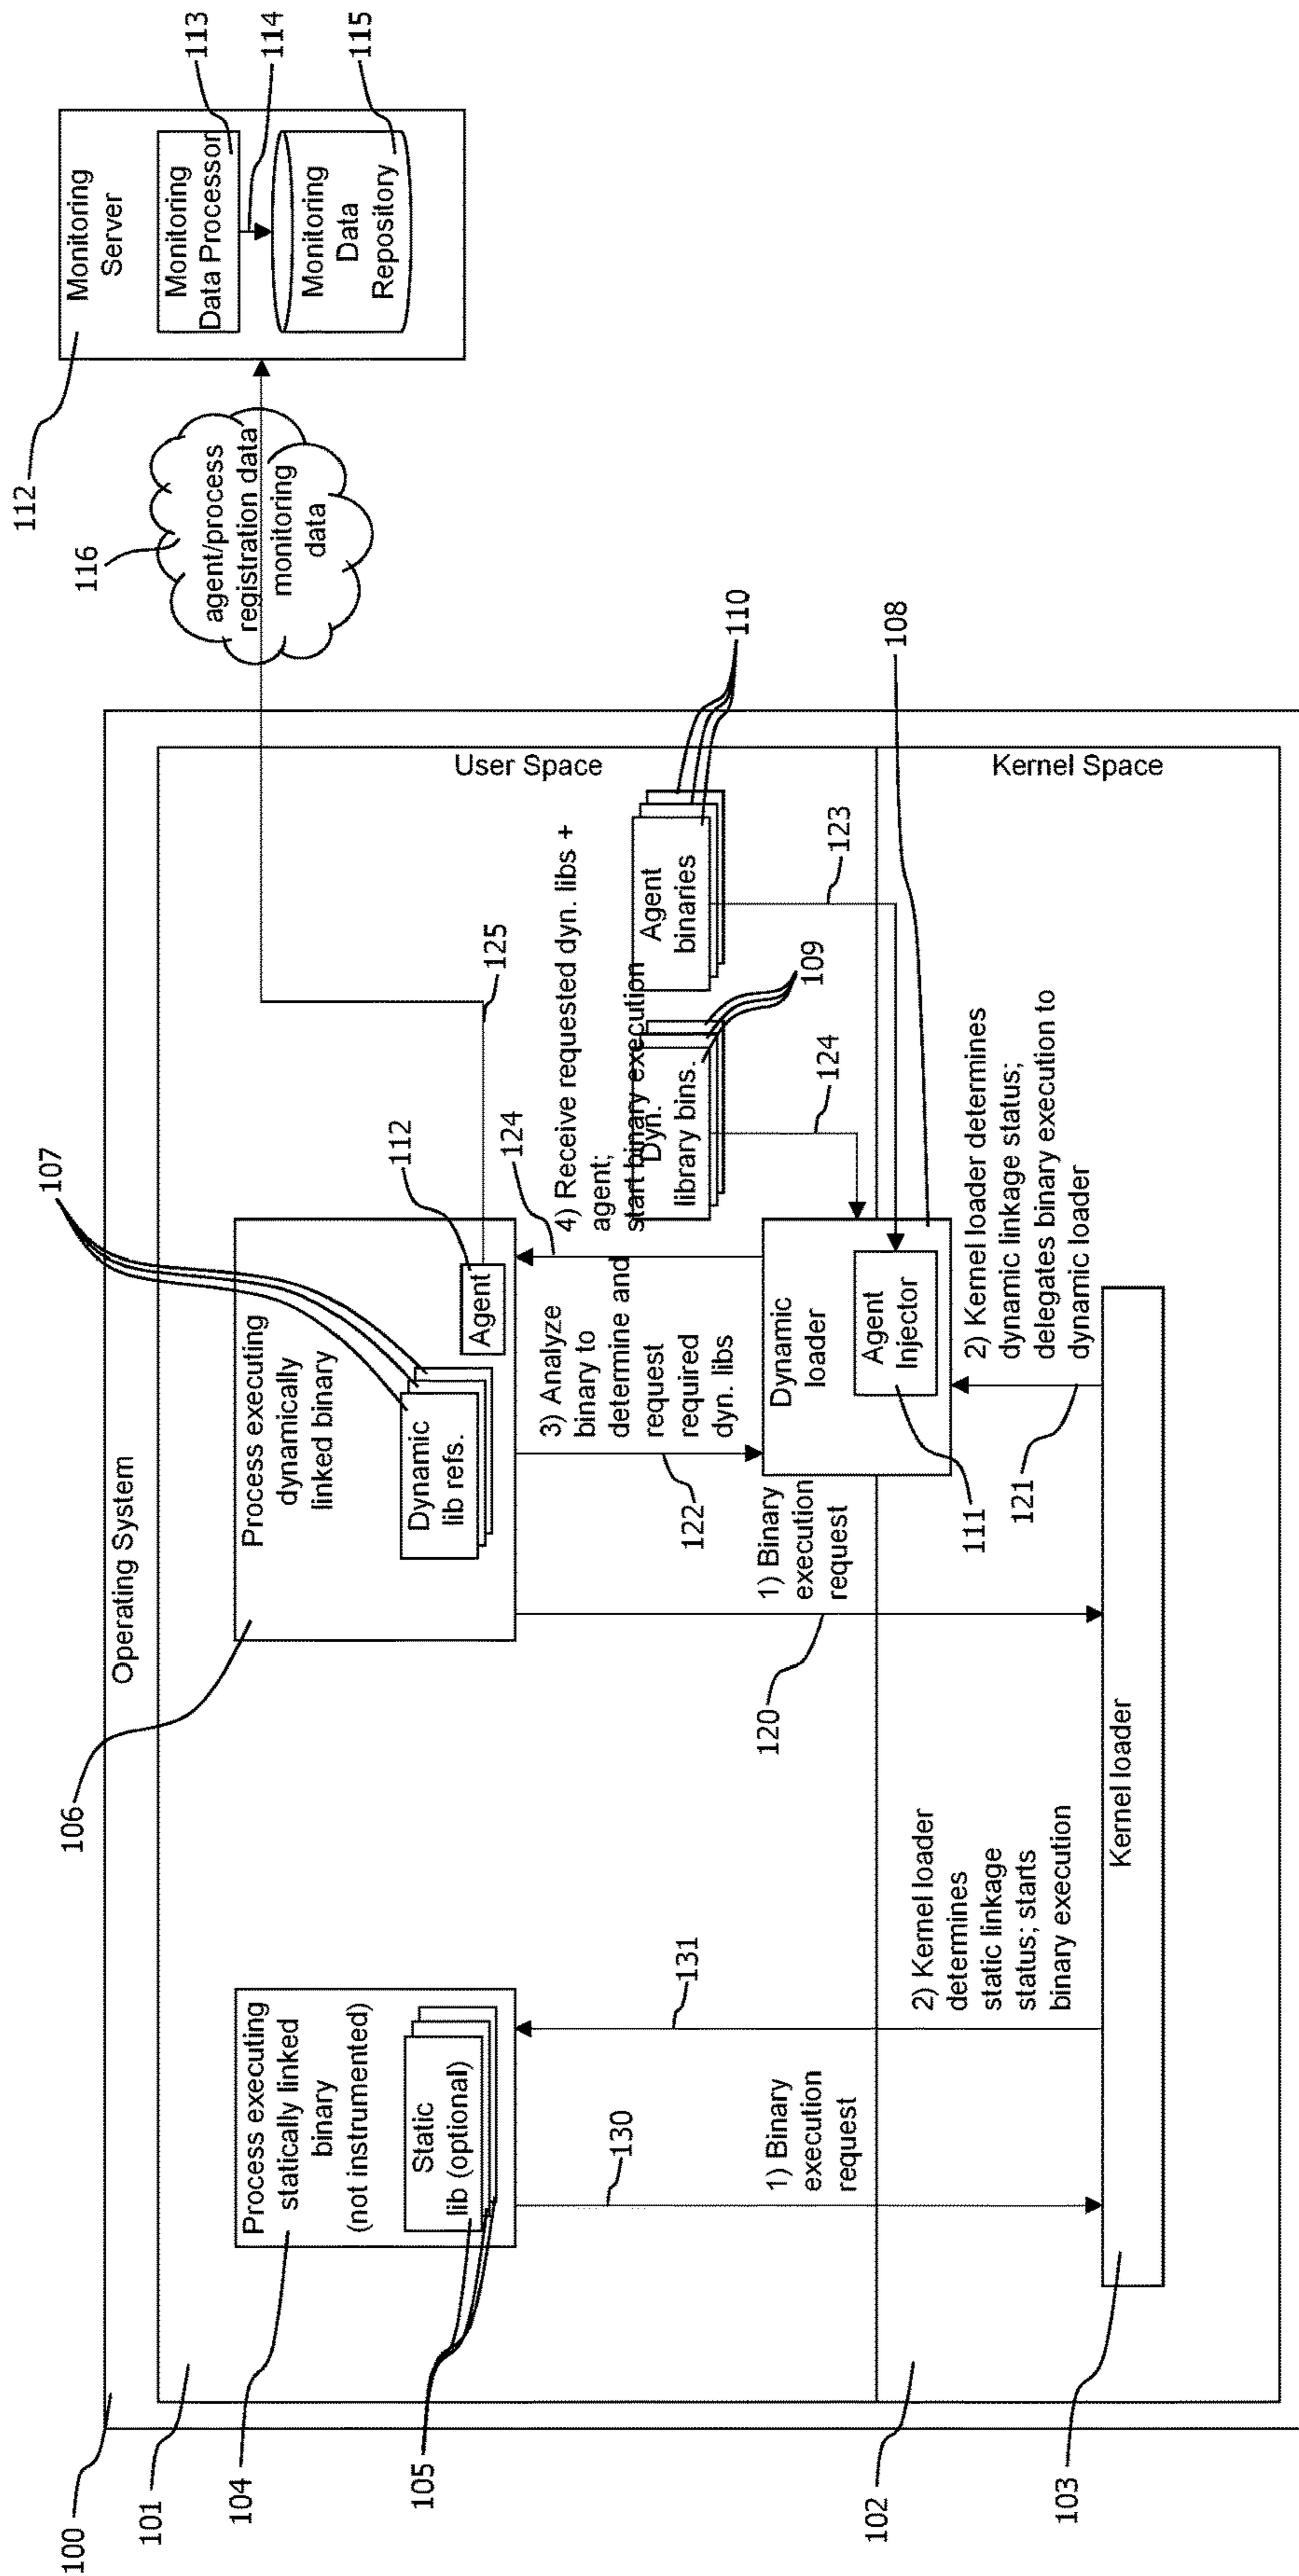 Operating System
100
101
104
Process executing
statically linked
binary
(not instrumented)
Static
lib (optional)
105
106
Process executing
dynamically
linked binary
Dynamic
lib refs.
107
Agent
112
125
116
agent/process
registration data
monitoring
data
112
Monitoring
Server
Monitoring
Data Processor
113
114
Monitoring
Data
Repository
115
User Space
130
1) Binary
execution
request
131
2) Kernel loader
determines
static linkage
status; starts
binary execution
120
1) Binary
execution
request
122
3) Analyze
binary to
determine and
request
required
dyn. libs
124
4) Receive requested dyn. libs +
agent;
start binary execution
Dyn.
library bins.
109
124
Agent
binaries
110
123
Dynamic
loader
Agent
Injector
108
111
121
2) Kernel loader determines
dynamic linkage status;
delegates binary execution to
dynamic loader
Kernel Space
102
Kernel loader
103